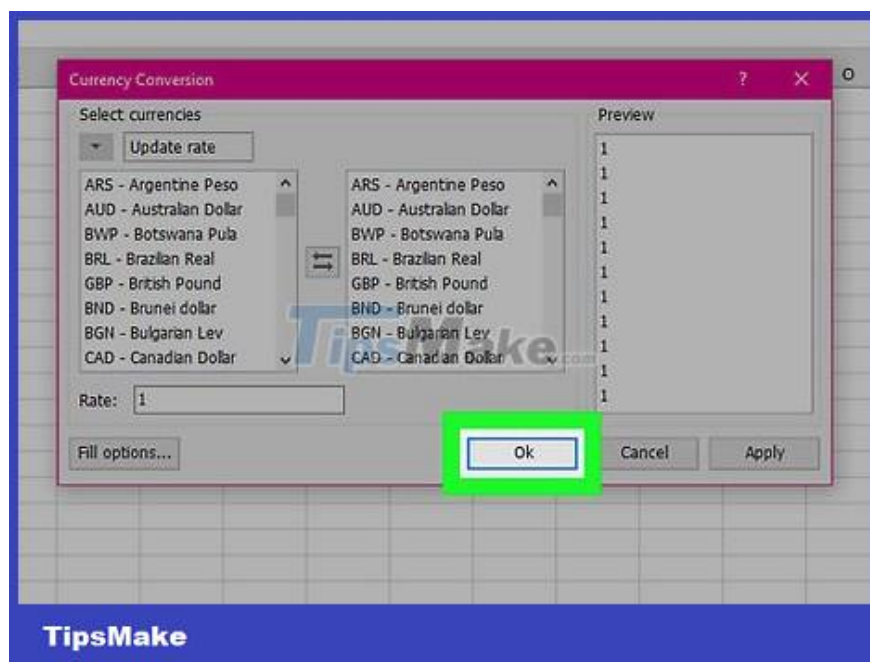 O
Currency Conversion ? ×
Select currencies
Update rate
ARS - Argentine Peso
AUD - Australian Dollar
BWP - Botswana Pula
BRL - Brazilian Real
GBP - British Pound
BND - Brunei dollar
BGN - Bulgarian Lev
CAD - Canadian Dollar
ARS - Argentine Peso
AUD - Australian Dollar
BWP - Botswana Pula
BRL - Brazilian Real
GBP - British Pound
BND - Brunei dollar
BGN - Bulgarian Lev
CAD - Canadian Dollar
Rate: 1
Preview
1
1
1
1
1
1
1
1
1
1
1
Fill options...
Ok
Cancel
Apply
TipsMake.com
TipsMake